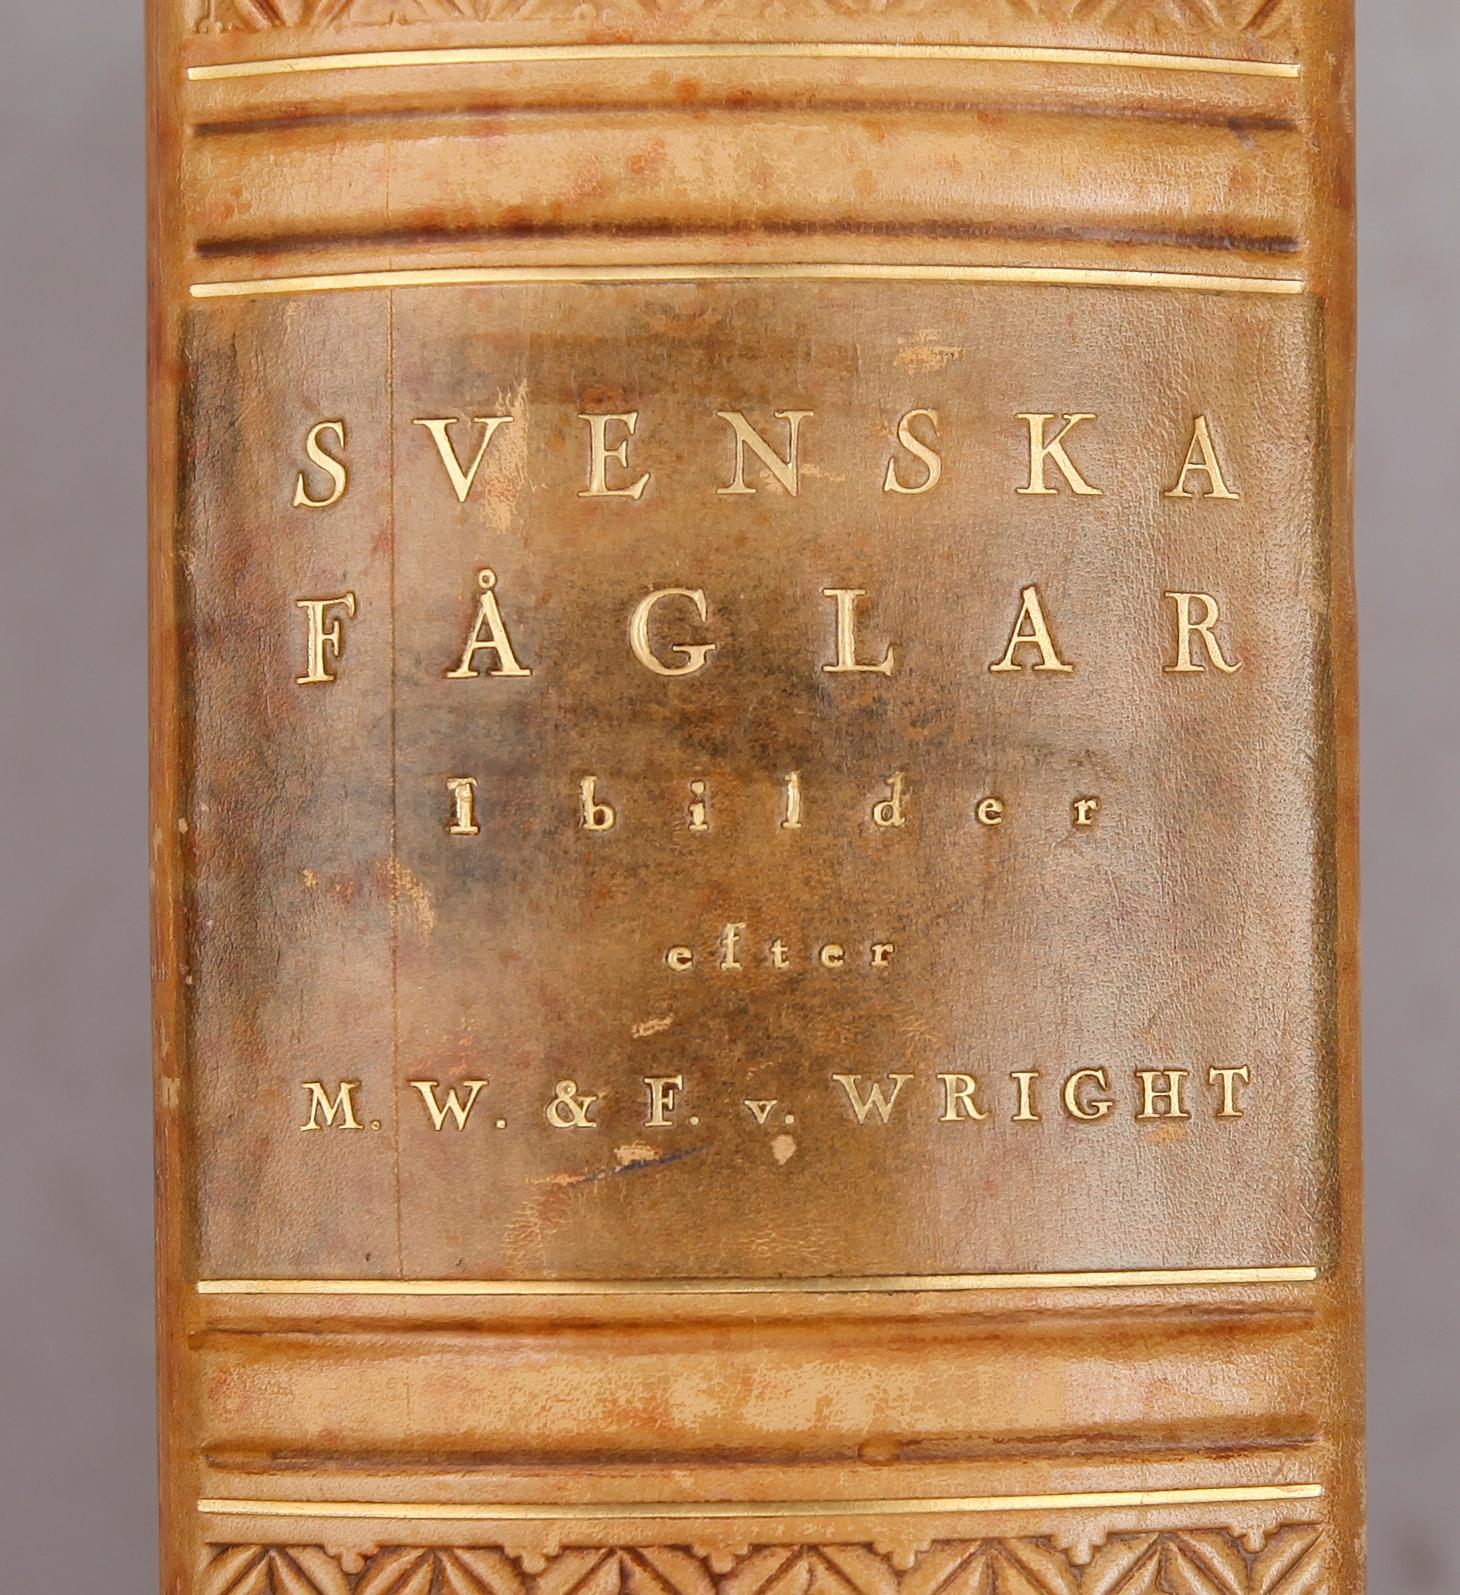 SVENSKA
FÅGLAR
I bilder
efter
M. W. & F. v. WRIGHT